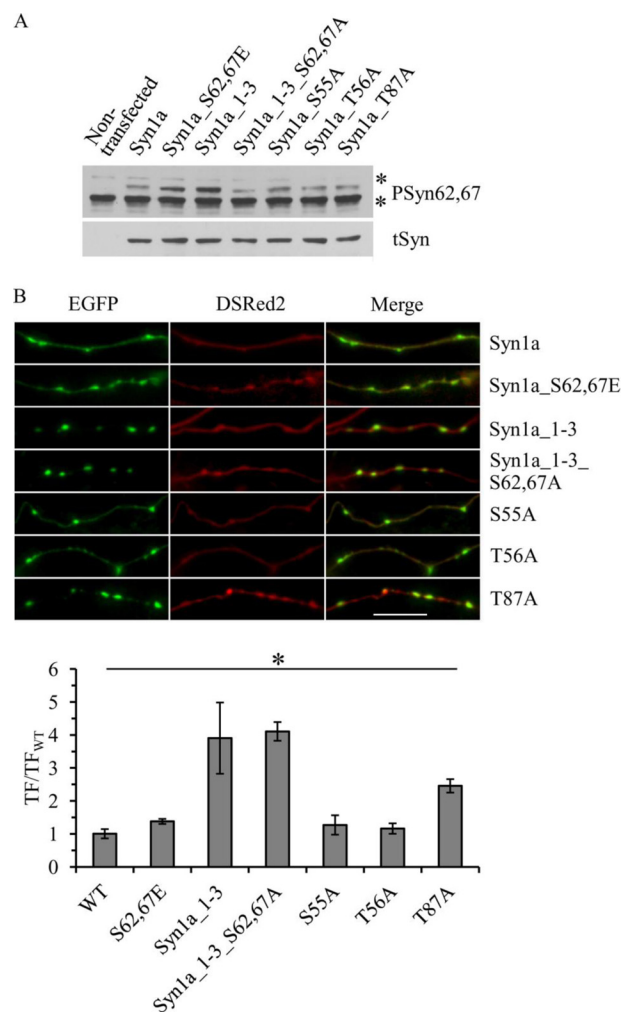 A
Non-
transfected
Syn1a
Syn1a_S62,67E
Syn1a_1-3
Syn1a_1-3_S62,67A
Syn1a_S55A
Syn1a_T56A
Syn1a_T87A
*
* PSyn62,67
tSyn
B
EGFP DSRed2 Merge
Syn1a
Syn1a_S62,67E
Syn1a_1-3
Syn1a_1-3_
S62,67A
S55A
T56A
T87A
*
TF/TFWT
6
5
4
3
2
1
0
WT
S62,67E
Syn1a_1-3
Syn1a_1-3_S62,67A
S55A
T56A
T87A